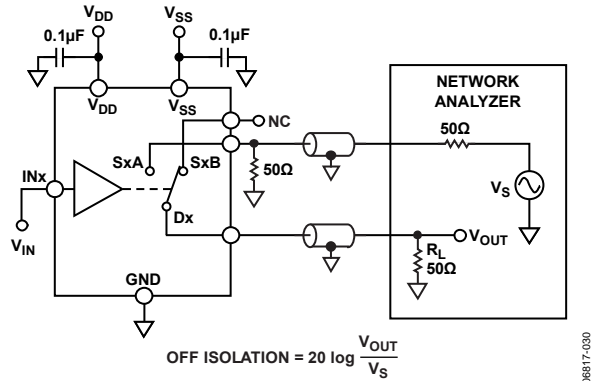 VDD
VSS
0.1µF
0.1µF
VDD
VSS
NC
SxA
SxB
50Ω
INx
VIN
Dx
GND
NETWORK
ANALYZER
50Ω
VS
VOUT
RL
50Ω
OFF ISOLATION = 20 log VOUT
VS
06817-030